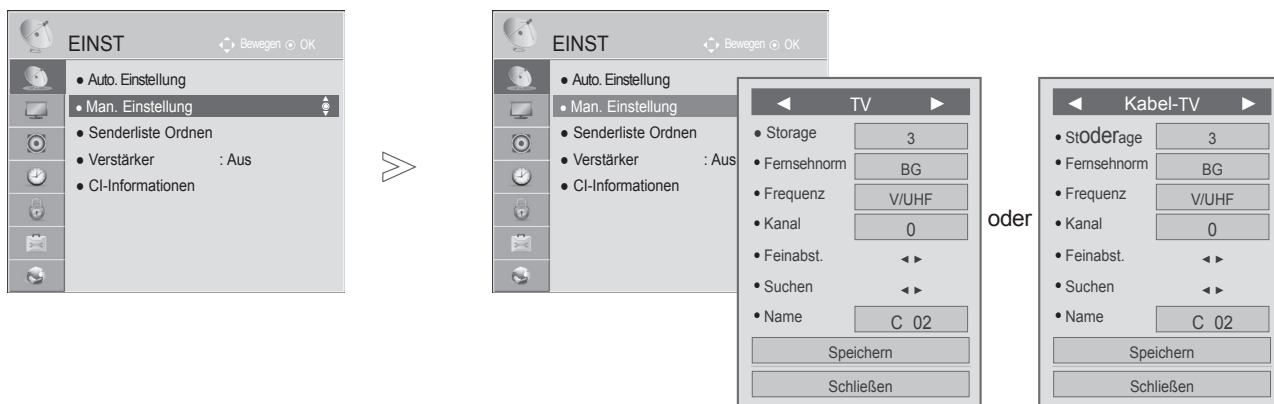 EINST
Bewegen OK
• Auto. Einstellung
• Man. Einstellung
• Senderliste Ordnen
• Verstärker : Aus
• CI-Informationen
EINST
Bewegen OK
• Auto. Einstellung
• Man. Einstellung
• Senderliste Ordnen
• Verstärker : Aus
• CI-Informationen
◄ TV ►
• Storage 3
• Fernsehnorm BG
• Frequenz V/UHF
• Kanal 0
• Feinabst. ◄ ►
• Suchen ◄ ►
• Name C 02
Speichern
Schließen
oder
◄ Kabel-TV ►
• Stoderage 3
• Fernsehnorm BG
• Frequenz V/UHF
• Kanal 0
• Feinabst. ◄ ►
• Suchen ◄ ►
• Name C 02
Speichern
Schließen